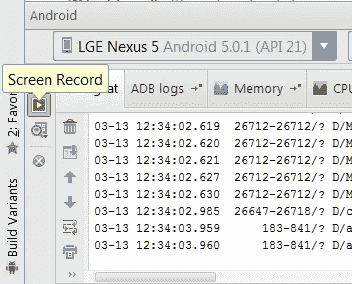 Android
LGE Nexus 5 Android 5.0.1 (API 21)
Screen Record
at ADB logs Memory CPU
2: Favor
Build Variants
03-13 12:34:02.619 26712-26712/? D/M
03-13 12:34:02.620 26712-26712/? D/M
03-13 12:34:02.621 26712-26712/? D/M
03-13 12:34:02.627 26712-26712/? D/M
03-13 12:34:02.630 26712-26712/? D/M
03-13 12:34:02.985 26647-26718/? D/c
03-13 12:34:03.959 183-841/? D/a
03-13 12:34:03.960 183-841/? D/a